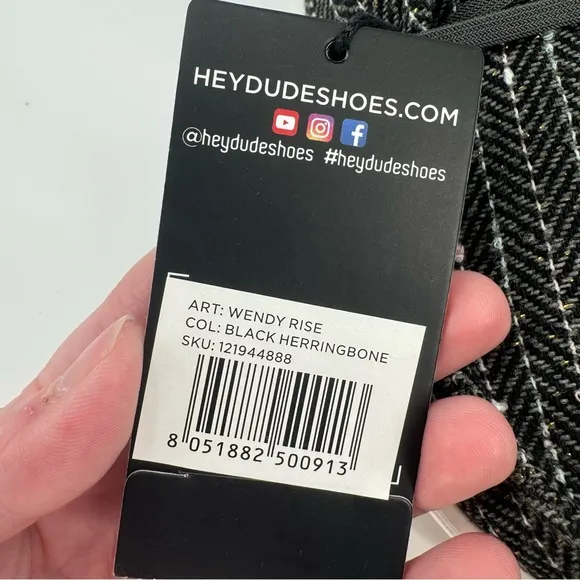 HEYDUDESHOES.COM
@heydudeshoes #heydudeshoes
ART: WENDY RISE
COL: BLACK HERRINGBONE
SKU: 121944888
8 051882 500913